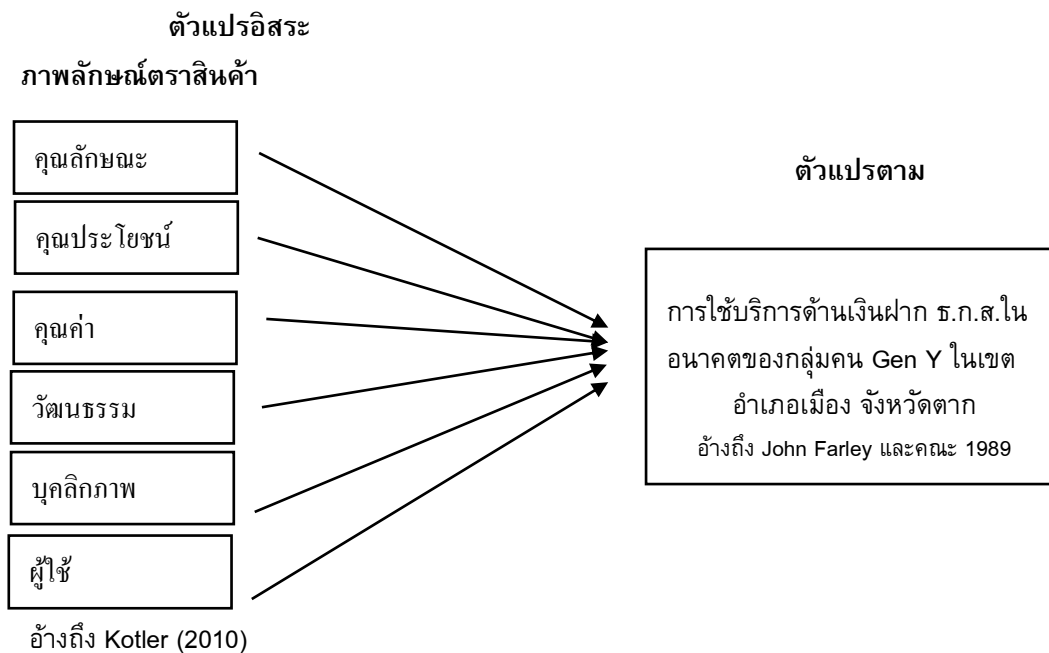 ตัวแปรอิสระ
ภาพลักษณ์ตราสินค้า
คุณลักษณะ
คุณประโยชน์
คุณค่า
วัฒนธรรม
บุคลิกภาพ
ผู้ใช้
อ้างถึง Kotler (2010)
ตัวแปรตาม
การใช้บริการด้านเงินฝาก ธ.ก.ส.ใน
อนาคตของกลุ่มคน Gen Y ในเขต
อำเภอเมือง จังหวัดตาก
อ้างถึง John Farley และคณะ 1989